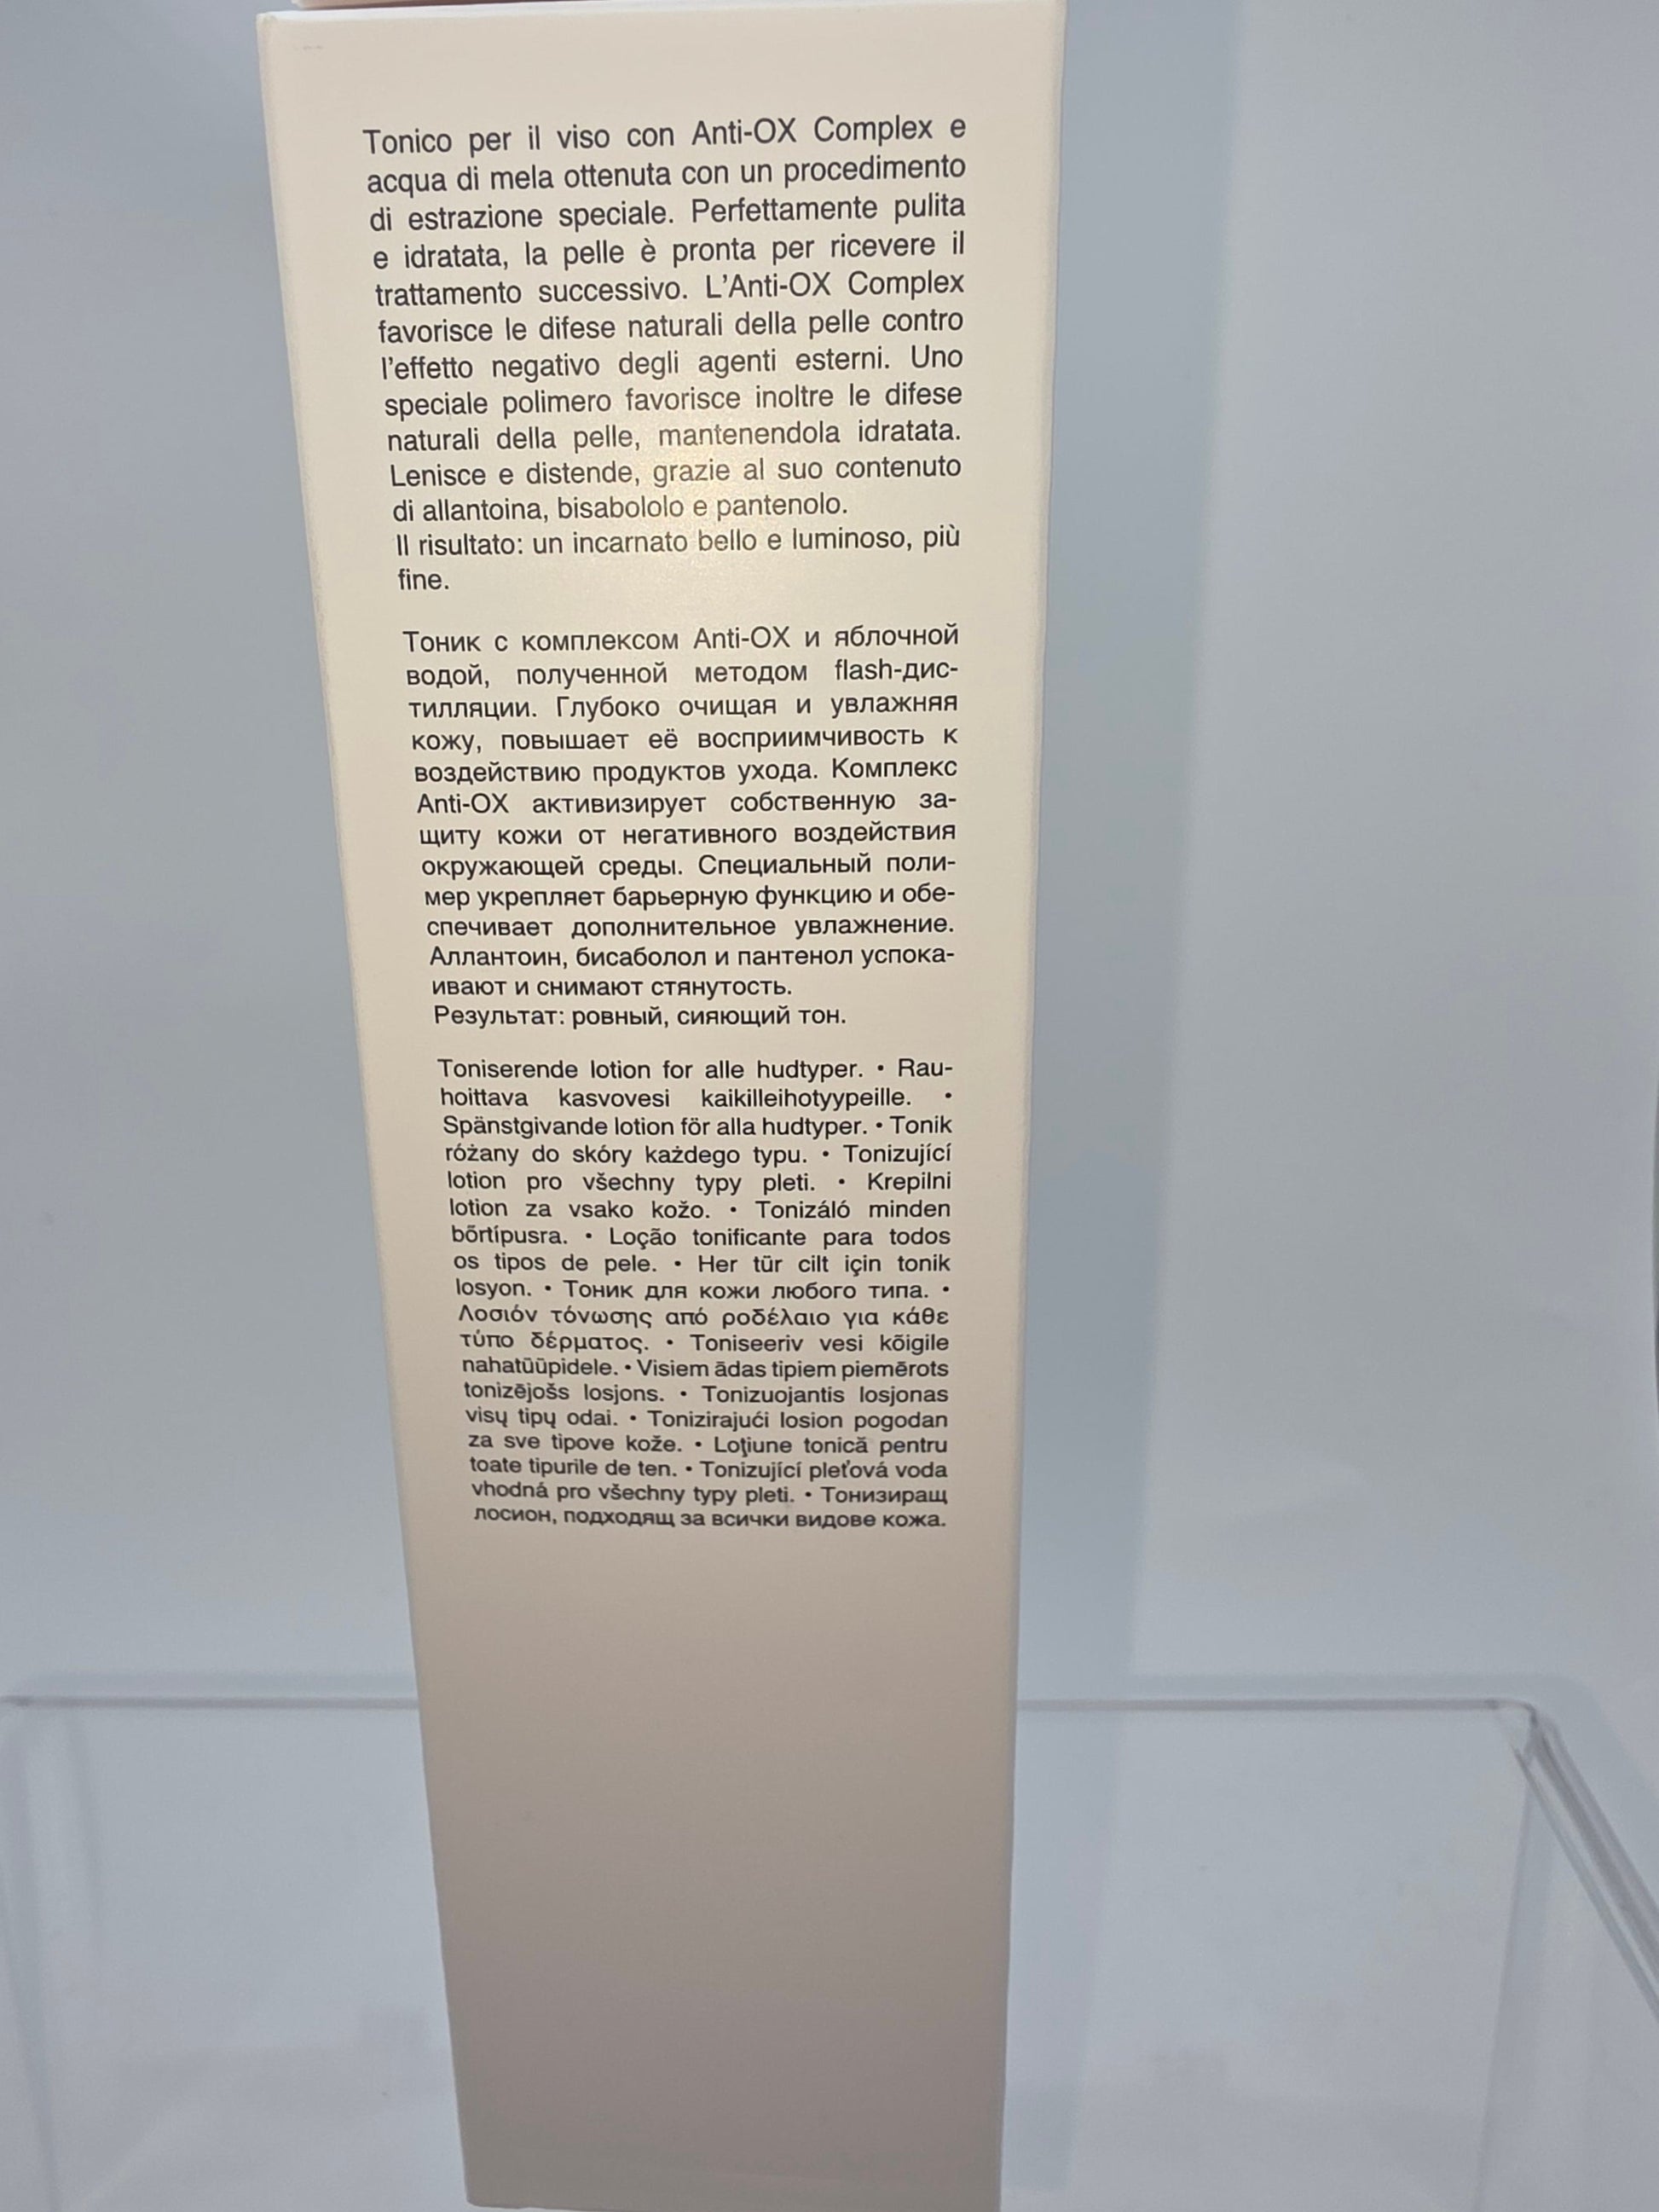 Tonico per il viso con Anti-OX Complex e
acqua di mela ottenuta con un procedimento
di estrazione speciale. Perfettamente pulita
e idratata, la pelle è pronta per ricevere il
trattamento successivo. L'Anti-OX Complex
favorisce le difese naturali della pelle contro
l'effetto negativo degli agenti esterni. Uno
speciale polimero favorisce inoltre le difese
naturali della pelle, mantenendola idratata.
Lenisce e distende, grazie al suo contenuto
di allantoina, bisabololo e pantenolo.
Il risultato: un incarnato bello e luminoso, più
fine.
Тоник с комплексом Anti-OX и яблочной
водой, полученной методом flash-дис-
тилляции. Глубоко очищая и увлажняя
кожу, повышает её восприимчивость к
воздействию продуктов ухода. Комплекс
Anti-OX активизирует собственную за-
щиту кожи от негативного воздействия
окружающей среды. Специальный поли-
мер укрепляет барьерную функцию и обе-
спечивает дополнительное увлажнение.
Аллантоин, бисаболол и пантенол успока-
ивают и снимают стянутость.
Результат: ровный, сияющий тон.
Toniserende lotion for alle hudtyper. • Rau-
hoittava kasvovesi kaikilleihotyypeille. •
Spänstgivande lotion för alla hudtyper. • Tonik
różany do skóry każdego typu. • Tonizující
lotion pro všechny typy pleti. • Krepilni
lotion za vsako kožo. • Tonizáló minden
bőrtípusra. • Loção tonificante para todos
os tipos de pele. • Her tür cilt için tonik
losyon. • Тоник для кожи любого типа. •
Λοσιόν τόνωσης από ροδέλαιο για κάθε
τύπο δέρματος. • Toniseeriv vesi kõigile
nahatüüpidele. • Visiem ādas tipiem piemērots
tonizējošs losjons. • Tonizuojantis losjonas
visų tipų odai. • Tonizirajući losion pogodan
za sve tipove kože. • Loţiune tonică pentru
toate tipurile de ten. • Tonizující pleťová voda
vhodná pro všechny typy pleti. • Тонизиращ
лосион, подходящ за всички видове кожа.